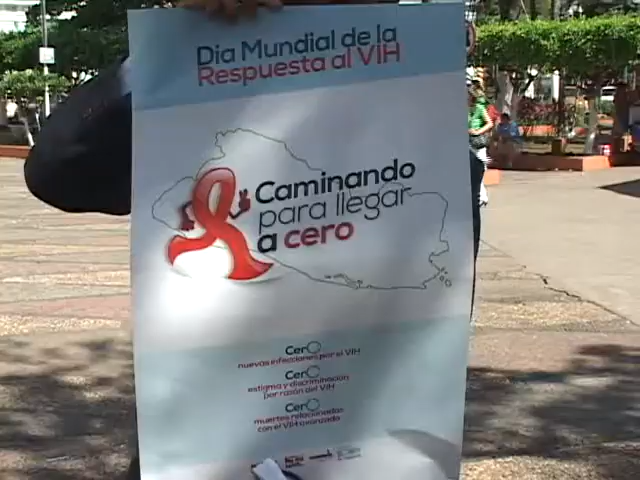 Dia Mundial de la
Respuesta al VIH
Caminando
para llegar
a cero
Cero
nuevas infecciones por el VIH
Cero
estigma y discriminación
por razón del VIH
Cero
muertes relacionadas
con el VIH avanzado